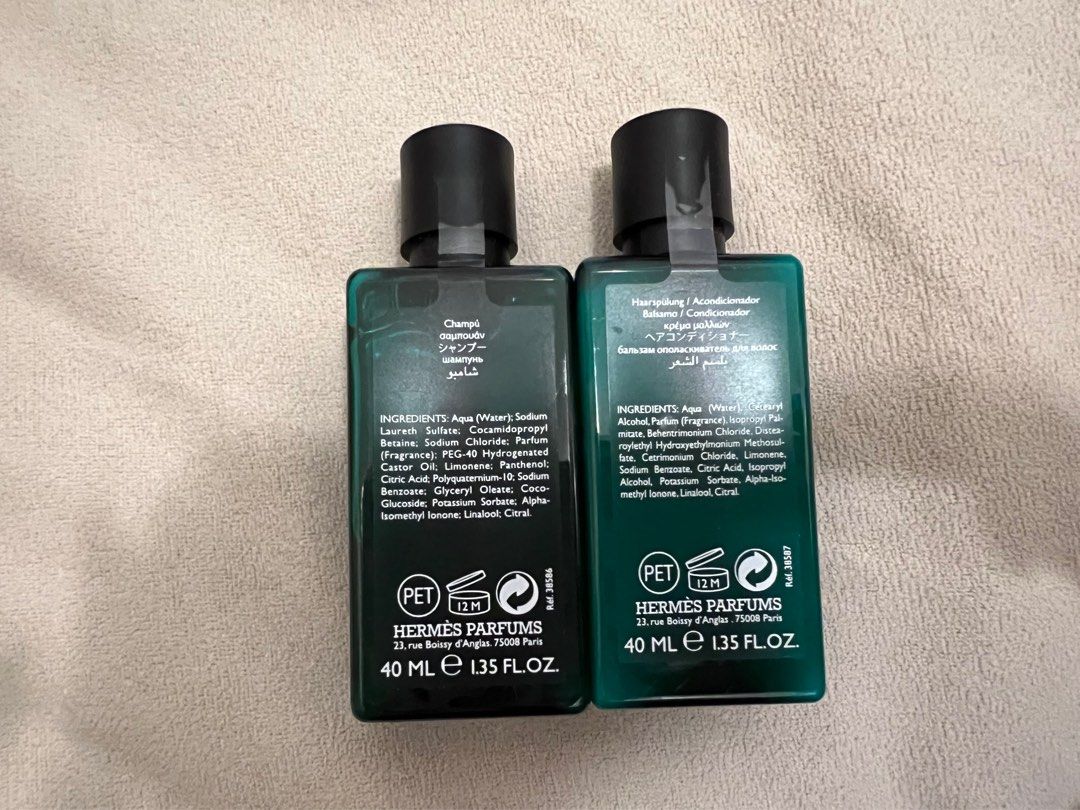 Champú
σαμπουάν
シャンプー
шампунь
شامبو
INGREDIENTS: Aqua (Water); Sodium
Laureth Sulfate; Cocamidopropyl
Betaine; Sodium Chloride; Parfum
(Fragrance); PEG-40 Hydrogenated
Castor Oil; Limonene; Panthenol;
Citric Acid; Polyquaternium-10; Sodium
Benzoate; Glyceryl Oleate; Coco-
Glucoside; Potassium Sorbate; Alpha-
Isomethyl Ionone; Linalool; Citral.
PET
12 M
Réf. 38586
HERMÈS PARFUMS
23, rue Boissy d'Anglas. 75008 Paris
40 ML e 1.35 FL.OZ.
Haarspülung / Acondicionador
Balsamo / Condicionador
κρέμα μαλλιών
ヘアコンディショナー
бальзам ополаскиватель для волос
بلسم الشعر
INGREDIENTS: Aqua (Water), Cetearyl
Alcohol, Parfum (Fragrance), Isopropyl Pal-
mitate, Behentrimonium Chloride, Distea-
roylethyl Hydroxyethylmonium Methosul-
fate, Cetrimonium Chloride, Limonene,
Sodium Benzoate, Citric Acid, Isopropyl
Alcohol, Potassium Sorbate, Alpha-Iso-
methyl Ionone, Linalool, Citral.
PET
12 M
Réf. 38587
HERMÈS PARFUMS
23, rue Boissy d'Anglas . 75008 Paris
40 ML e 1.35 FL.OZ.